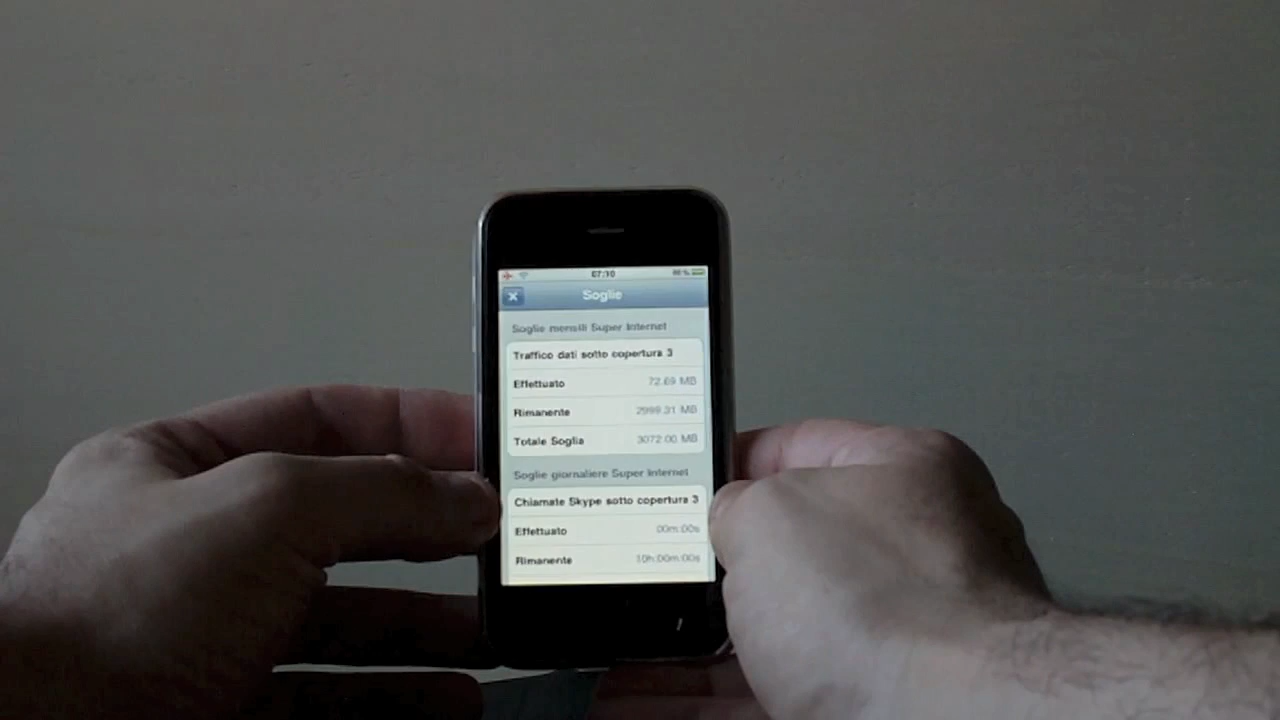 07:10
Soglie
Soglie mensili Super Internet
Traffico dati sotto copertura 3
Effettuato 72.69 MB
Rimanente 2999.31 MB
Totale Soglia 3072.00 MB
Soglie giornaliere Super Internet
Chiamate Skype sotto copertura 3
Effettuato 00m:00s
Rimanente 10h:00m:00s